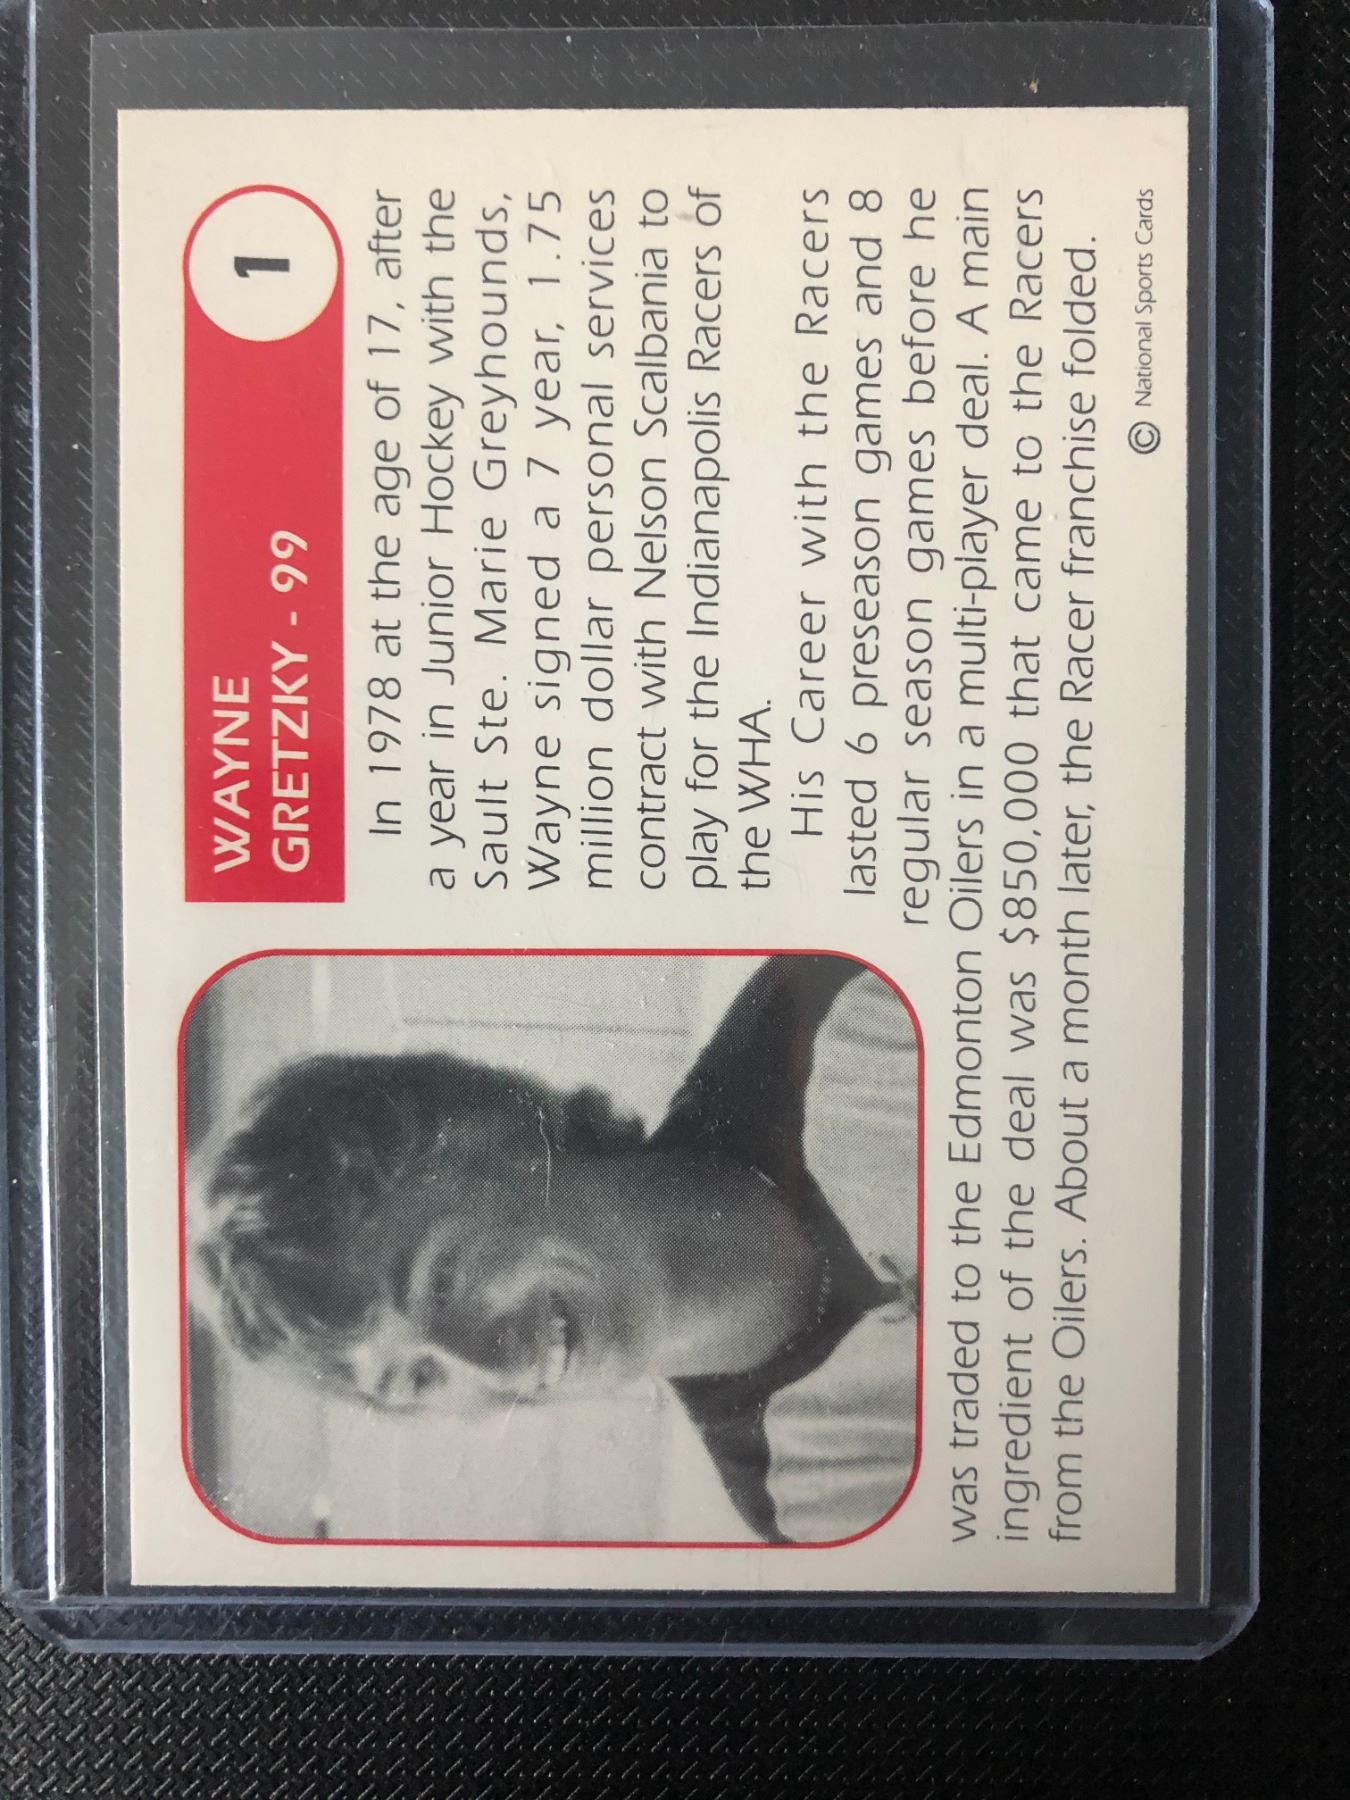 WAYNE
GRETZKY - 99
1
In 1978 at the age of 17, after
a year in Junior Hockey with the
Sault Ste. Marie Greyhounds,
Wayne signed a 7 year, 1.75
million dollar personal services
contract with Nelson Scalbania to
play for the Indianapolis Racers of
the WHA.
His Career with the Racers
lasted 6 preseason games and 8
regular season games before he
was traded to the Edmonton Oilers in a multi-player deal. A main
ingredient of the deal was $850,000 that came to the Racers
from the Oilers. About a month later, the Racer franchise folded.
© National Sports Cards